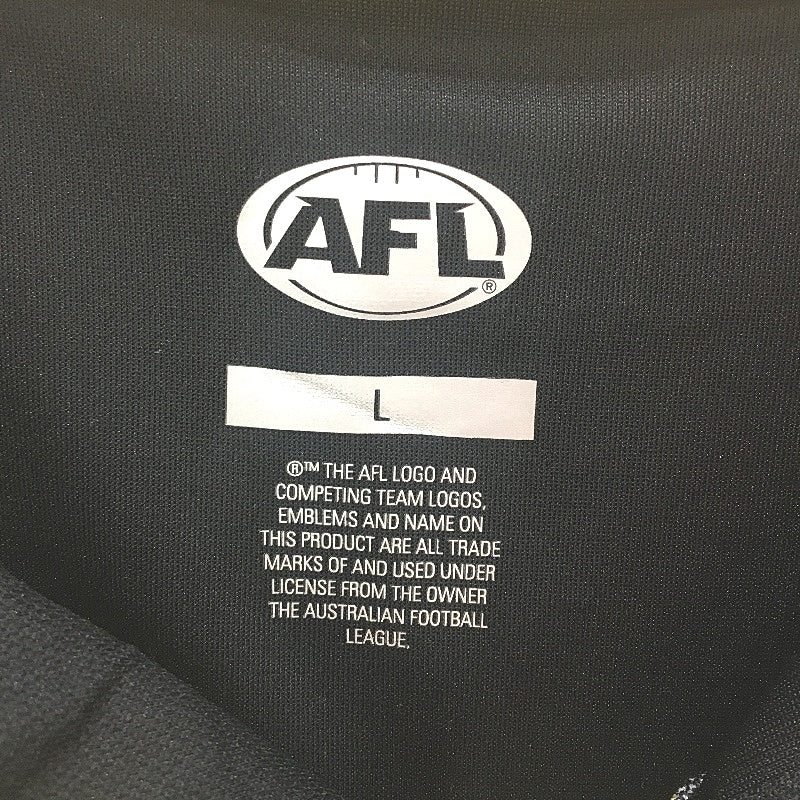 AFL
®
L
®™ THE AFL LOGO AND
COMPETING TEAM LOGOS,
EMBLEMS AND NAME ON
THIS PRODUCT ARE ALL TRADE
MARKS OF AND USED UNDER
LICENSE FROM THE OWNER
THE AUSTRALIAN FOOTBALL
LEAGUE.